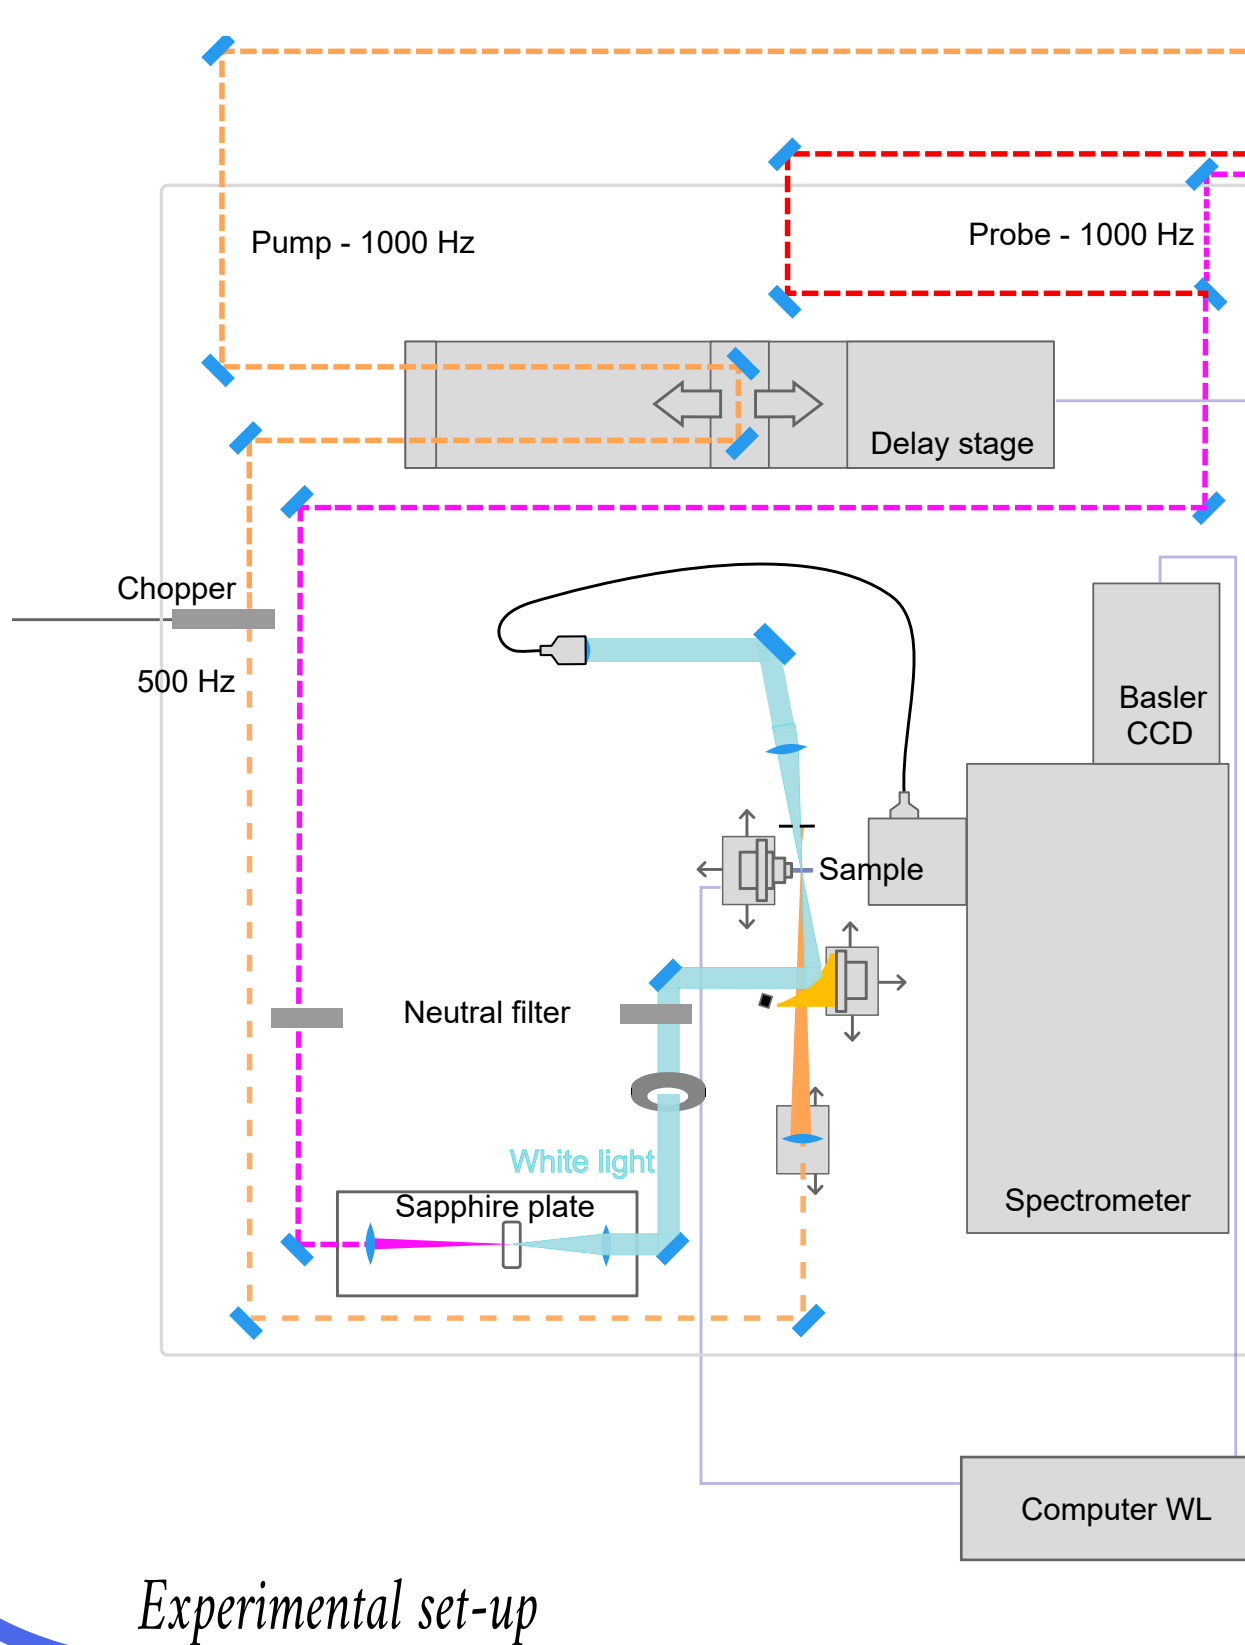 Pump - 1000 Hz
Probe - 1000 Hz
Delay stage
Chopper
500 Hz
Basler
CCD
Sample
Neutral filter
White light
Sapphire plate
Spectrometer
Computer WL
Experimental set-up